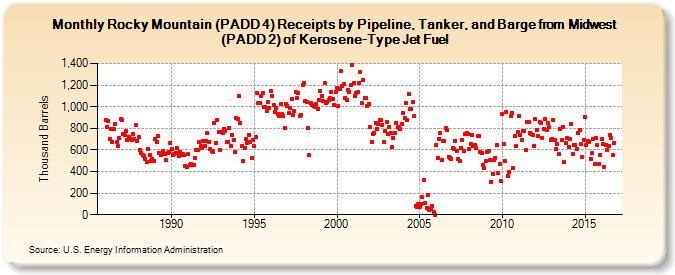 Monthly Rocky Mountain (PADD 4) Receipts by Pipeline, Tanker, and Barge from Midwest
(PADD 2) of Kerosene-Type Jet Fuel
Thousand Barrels
1,400
1,200
1,000
800
600
400
200
0
1990 1995 2000 2005 2010 2015
Source: U.S. Energy Information Administration